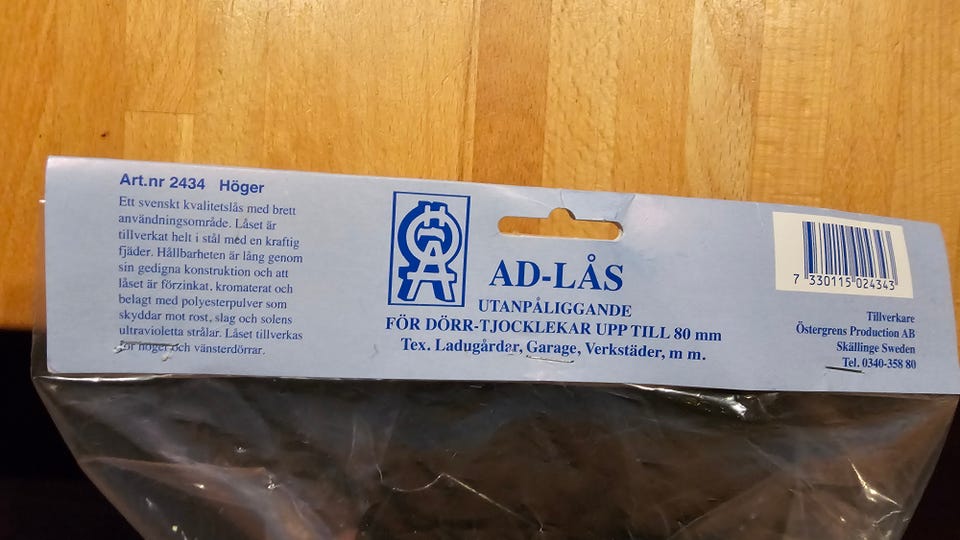 Art.nr 2434 Höger
Ett svenskt kvalitetslås med brett
användningsområde. Låset är
tillverkat helt i stål med en kraftig
fjäder. Hållbarheten är lång genom
sin gedigna konstruktion och att
låset är förzinkat, kromaterat och
belagt med polyesterpulver som
skyddar mot rost, slag och solens
ultravioletta strålar. Låset tillverkas
för höger och vänsterdörrar.
AD-LÅS
UTANPÅLIGGANDE
FÖR DÖRR-TJOCKLEKAR UPP TILL 80 mm
Tex. Ladugårdar, Garage, Verkstäder, m m.
7 330115 024343
Tillverkare
Östergrens Production AB
Skällinge Sweden
Tel. 0340-358 80